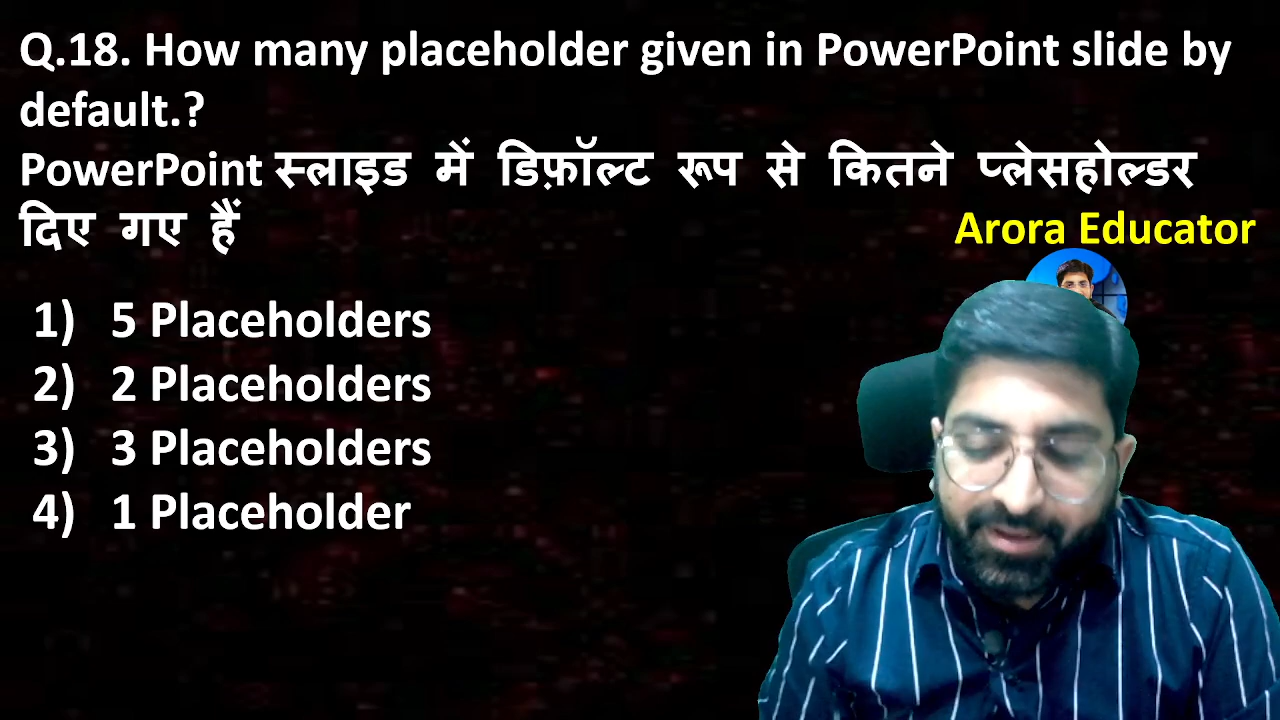 Q.18. How many placeholder given in PowerPoint slide by
default.?
PowerPoint स्लाइड में डिफ़ॉल्ट रूप से कितने प्लेसहोल्डर
दिए गए हैं
Arora Educator
1) 5 Placeholders
2) 2 Placeholders
3) 3 Placeholders
4) 1 Placeholder